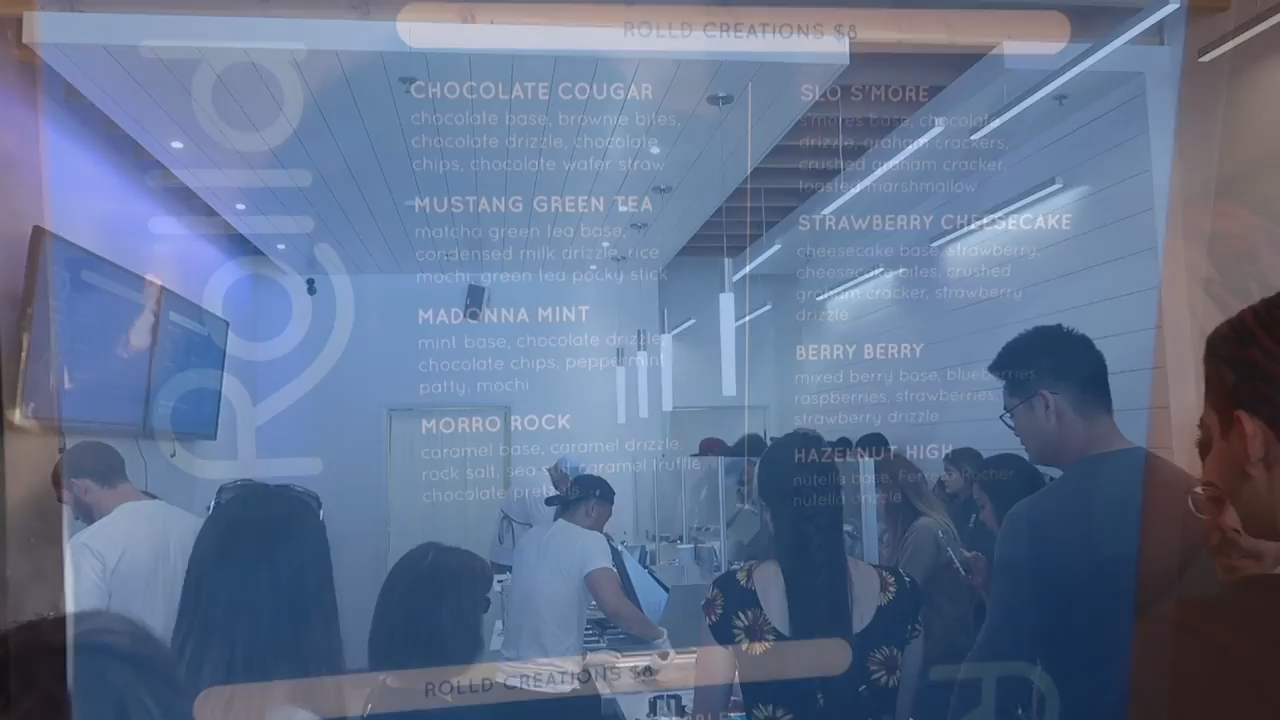 ROLLD CREATIONS $8
CHOCOLATE COUGAR
chocolate base, brownie bites,
chocolate drizzle, chocolate
chips, chocolate wafer straw
MUSTANG GREEN TEA
matcha green tea base,
condensed milk drizzle, rice
mochi, green tea pocky stick
MADONNA MINT
mint base, chocolate drizzle,
chocolate chips, peppermint
patty, mochi
MORRO ROCK
caramel base, caramel drizzle,
rock salt, sea salt caramel truffle,
chocolate pretzels
SLO S'MORE
s'mores base, chocolate
drizzle, graham crackers,
crushed graham cracker,
toasted marshmallow
STRAWBERRY CHEESECAKE
cheesecake base, strawberry,
cheesecake bites, crushed
graham cracker, strawberry
drizzle
BERRY BERRY
mixed berry base, blueberries
raspberries, strawberries,
strawberry drizzle
HAZELNUT HIGH
nutella base, Ferrero Rocher,
nutella drizzle
Rolld
ROLLD CREATIONS $8